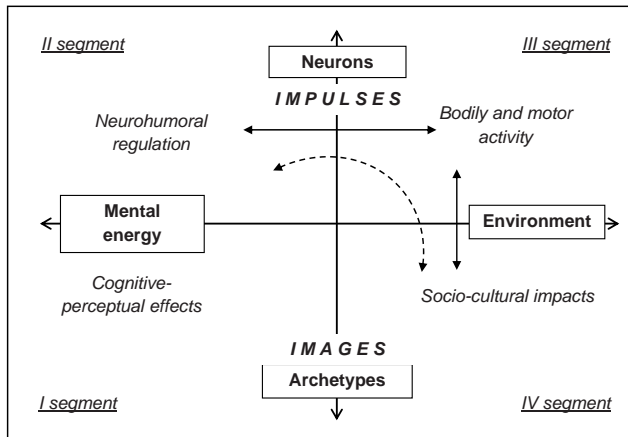 II segment
III segment
Neurons
IMPULSES
Neurohumoral
regulation
Bodily and motor
activity
Mental
energy
Environment
Cognitive-
perceptual effects
Socio-cultural impacts
IMAGES
Archetypes
I segment
IV segment